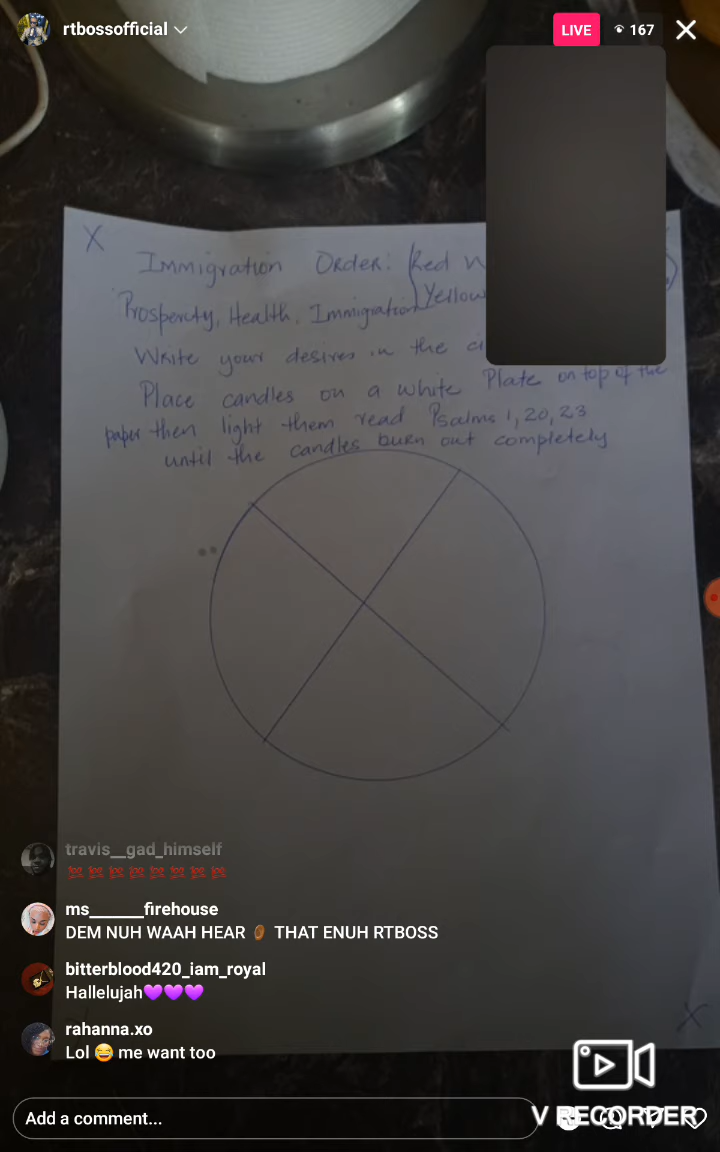 rtbossofficial
LIVE
167
X
Immigration Order: (Red
Prosperity, Health, Immigration (Yellow
Write your desires in the
Place candles on a white Plate on top of the
paper then light them read Psalms 1, 20, 23
until the candles burn out completely
travis__gad_himself
ms______firehouse
DEM NUH WAAH HEAR THAT ENUH RTBOSS
bitterblood420_iam_royal
Hallelujah
X
rahanna.xo
Lol me want too
Add a comment...
V RECORDER